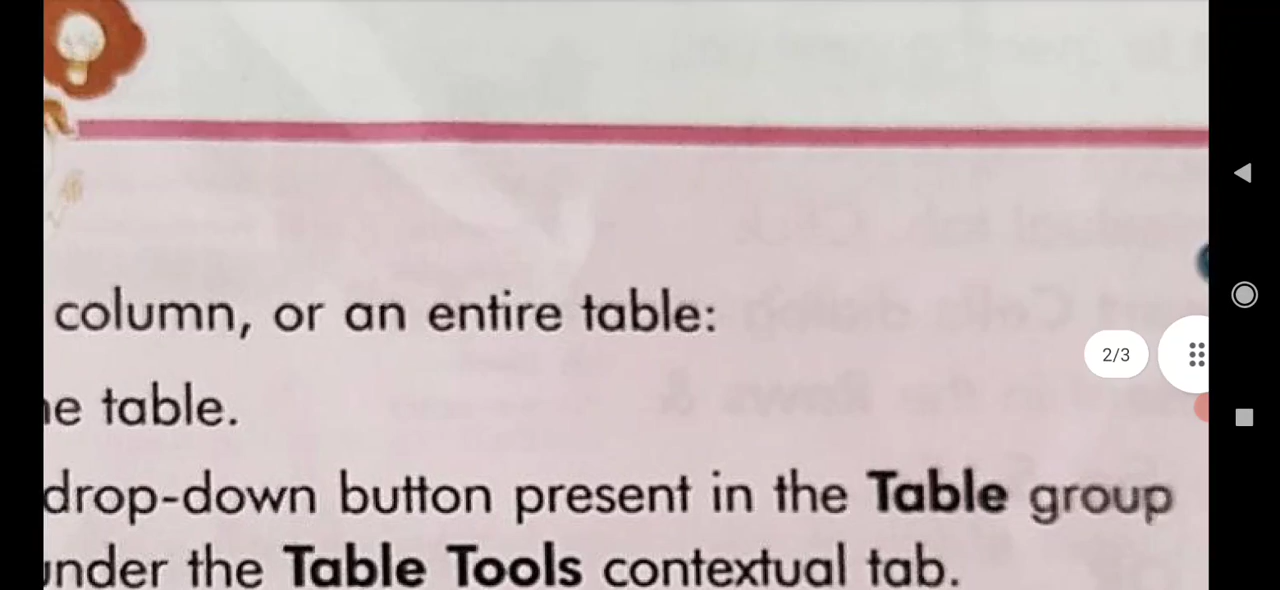 column, or an entire table:
table.
drop-down button present in the Table group
the Table Tools contextual tab.
2/3